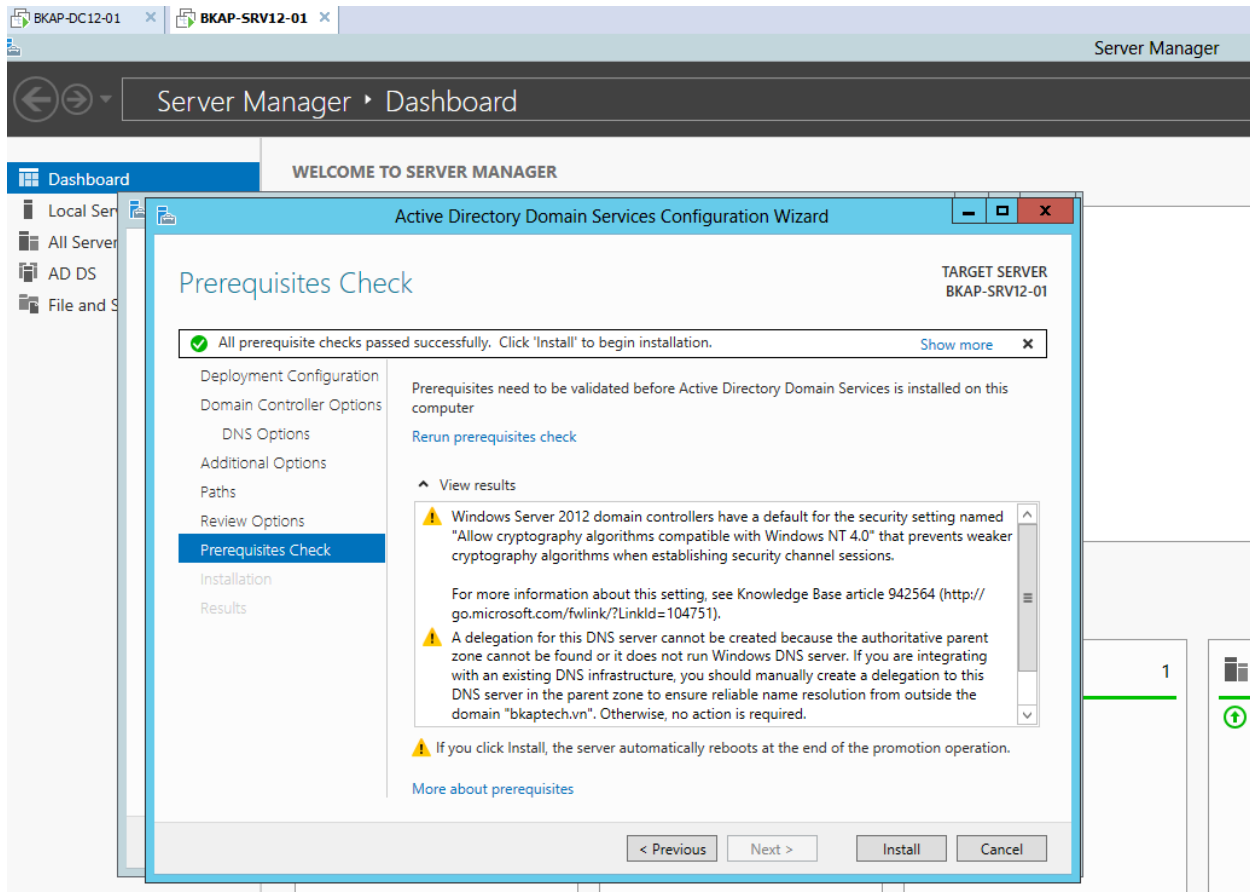 BKAP-DC12-01
BKAP-SRV12-01
Server Manager
Server Manager
Dashboard
Dashboard
Local Ser
All Server
AD DS
File and S
WELCOME TO SERVER MANAGER
Active Directory Domain Services Configuration Wizard
Prerequisites Check
TARGET SERVER
BKAP-SRV12-01
All prerequisite checks passed successfully. Click 'Install' to begin installation.
Show more
Deployment Configuration
Domain Controller Options
DNS Options
Additional Options
Paths
Review Options
Prerequisites Check
Installation
Results
Prerequisites need to be validated before Active Directory Domain Services is installed on this
computer
Rerun prerequisites check
View results
Windows Server 2012 domain controllers have a default for the security setting named
"Allow cryptography algorithms compatible with Windows NT 4.0" that prevents weaker
cryptography algorithms when establishing security channel sessions.
For more information about this setting, see Knowledge Base article 942564 (http://
go.microsoft.com/fwlink/?LinkId=104751).
A delegation for this DNS server cannot be created because the authoritative parent
zone cannot be found or it does not run Windows DNS server. If you are integrating
with an existing DNS infrastructure, you should manually create a delegation to this
DNS server in the parent zone to ensure reliable name resolution from outside the
domain "bkaptech.vn". Otherwise, no action is required.
If you click Install, the server automatically reboots at the end of the promotion operation.
More about prerequisites
< Previous
Next >
Install
Cancel
1